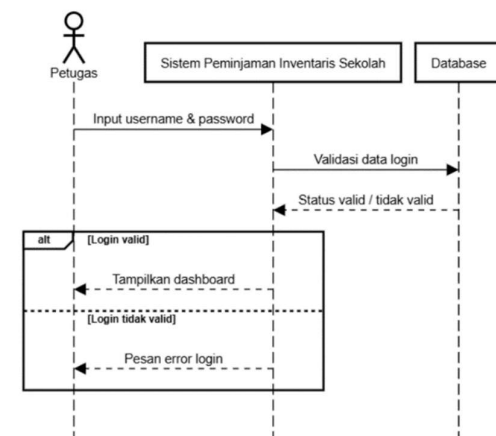 Petugas
Sistem Peminjaman Inventaris Sekolah
Database
Input username & password
Validasi data login
Status valid / tidak valid
alt
[Login valid]
Tampilkan dashboard
[Login tidak valid]
Pesan error login